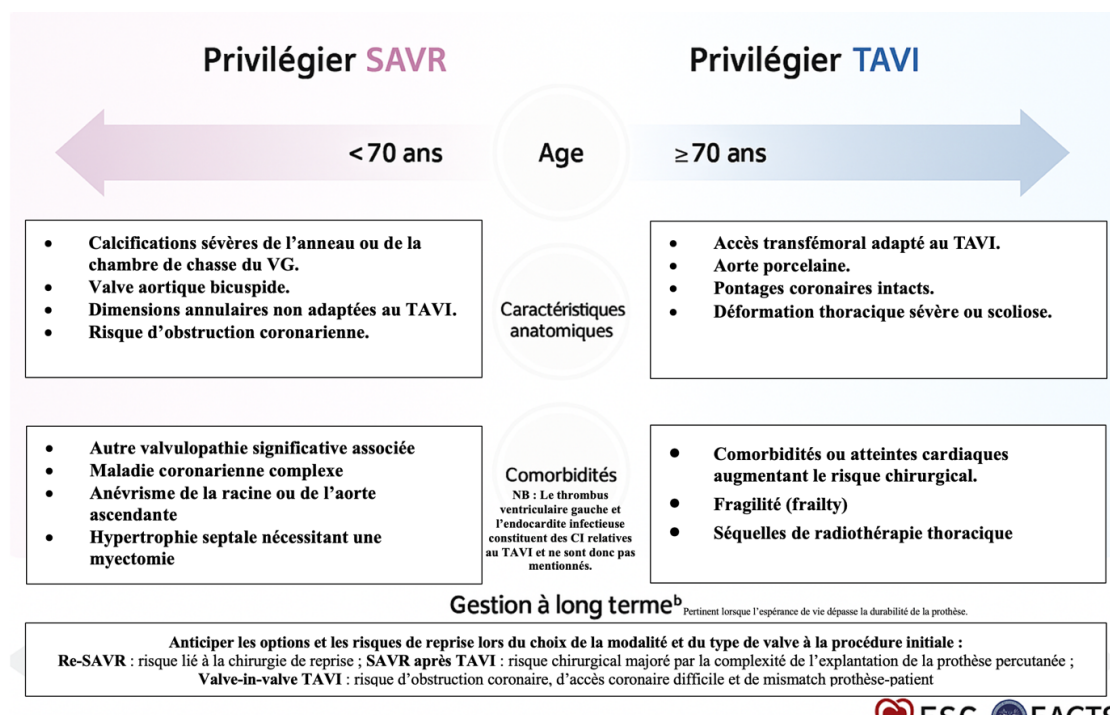 Privilégier SAVR
Privilégier TAVI
< 70 ans
Age
≥ 70 ans
• Calcifications sévères de l’anneau ou de la
chambre de chasse du VG.
• Valve aortique bicuspide.
• Dimensions annulaires non adaptées au TAVI.
• Risque d’obstruction coronarienne.
Caractéristiques
anatomiques
• Accès transfémoral adapté au TAVI.
• Aorte porcelaine.
• Pontages coronaires intacts.
• Déformation thoracique sévère ou scoliose.
• Autre valvulopathie significative associée
• Maladie coronarienne complexe
• Anévrisme de la racine ou de l’aorte
ascendante
• Hypertrophie septale nécessitant une
myectomie
Comorbidités
NB : Le thrombus
ventriculaire gauche et
l’endocardite infectieuse
constituent des CI relatives
au TAVI et ne sont donc pas
mentionnés.
• Comorbidités ou atteintes cardiaques
augmentant le risque chirurgical.
• Fragilité (frailty)
• Séquelles de radiothérapie thoracique
Gestion à long termeᵇ Pertinent lorsque l’espérance de vie dépasse la durabilité de la prothèse.
Anticiper les options et les risques de reprise lors du choix de la modalité et du type de valve à la procédure initiale :
Re-SAVR : risque lié à la chirurgie de reprise ; SAVR après TAVI : risque chirurgical majoré par la complexité de l’explantation de la prothèse percutanée ;
Valve-in-valve TAVI : risque d’obstruction coronaire, d’accès coronaire difficile et de mismatch prothèse-patient
ESC EACTS